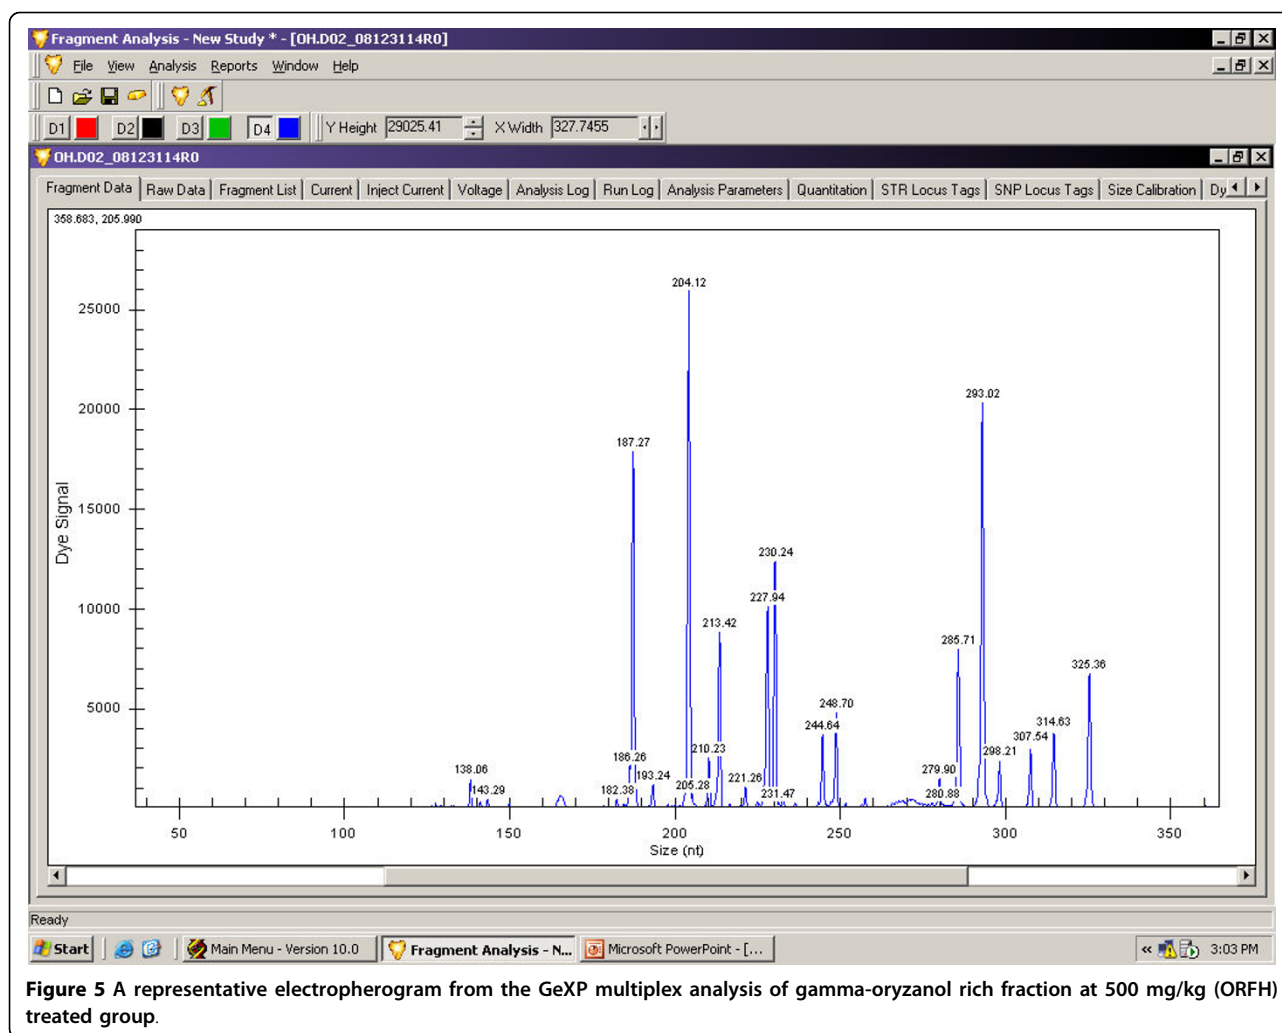 Fragment Analysis - New Study * - [OH.D02_08123114R0]
File View Analysis Reports Window Help
D1 D2 D3 D4 Y Height 29025.41 X Width 327.7455
OH.D02_08123114R0
Fragment Data Raw Data Fragment List Current Inject Current Voltage Analysis Log Run Log Analysis Parameters Quantitation STR Locus Tags SNP Locus Tags Size Calibration Dy
358.683, 205.990
204.12
25000
293.02
20000
187.27
15000
Dye Signal
230.24
227.94
10000
213.42
285.71
325.36
5000
248.70
244.64
314.63
307.54
210.23
186.26
298.21
138.06
193.24
279.90
205.28
221.26
143.29
182.38
231.47
280.88
50 100 150 200 250 300 350
Size (nt)
Ready
Start Main Menu - Version 10.0 Fragment Analysis - N... Microsoft PowerPoint - [... « 3:03 PM
Figure 5 A representative electropherogram from the GeXP multiplex analysis of gamma-oryzanol rich fraction at 500 mg/kg (ORFH)
treated group.